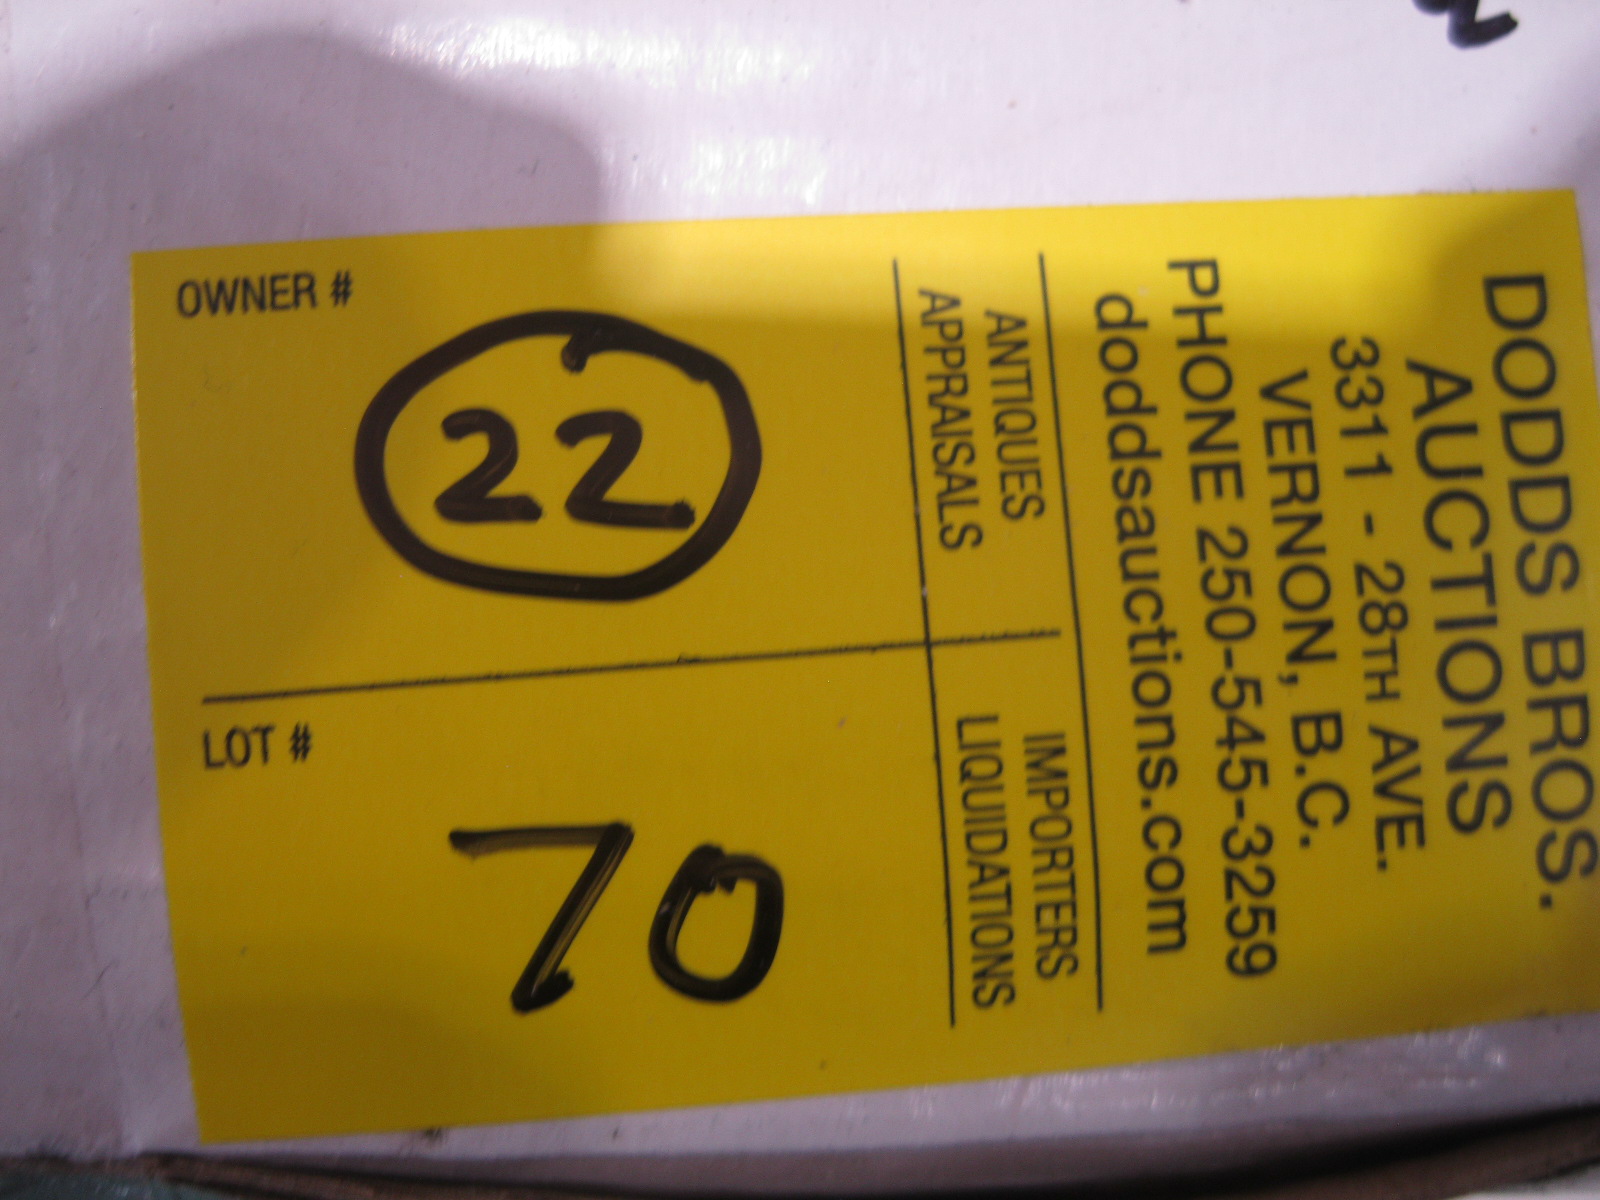 DODDS BROS.
AUCTIONS
3311 - 28TH AVE.
VERNON, B.C.
PHONE 250-545-3259
doddsauctions.com
ANTIQUES
APPRAISALS
IMPORTERS
LIQUIDATIONS
OWNER #
22
LOT #
70